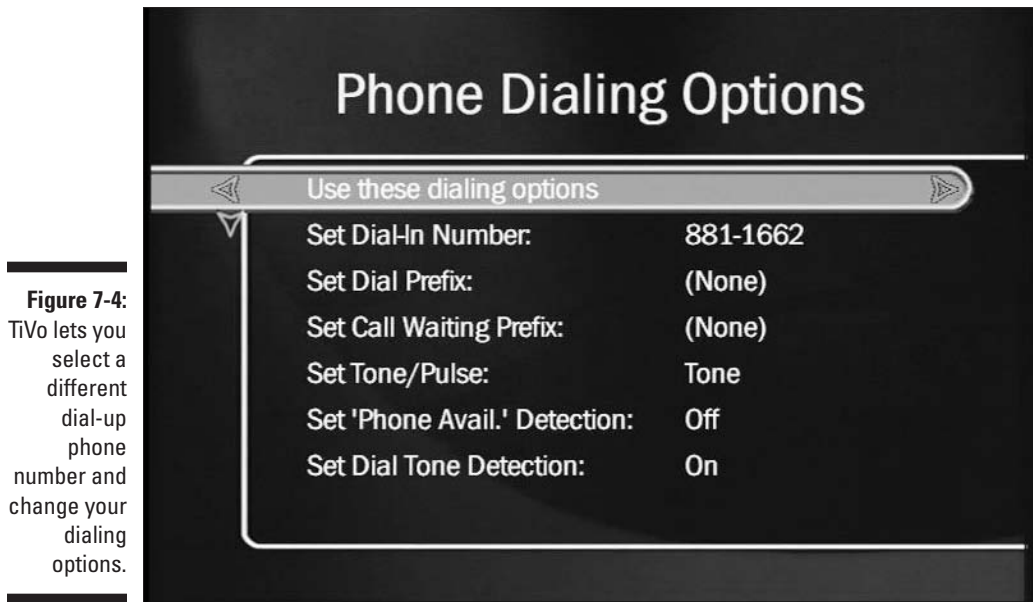 Phone Dialing Options
Use these dialing options
Set Dial-In Number: 881-1662
Set Dial Prefix: (None)
Set Call Waiting Prefix: (None)
Set Tone/Pulse: Tone
Set 'Phone Avail.' Detection: Off
Set Dial Tone Detection: On
Figure 7-4:
TiVo lets you
select a
different
dial-up
phone
number and
change your
dialing
options.